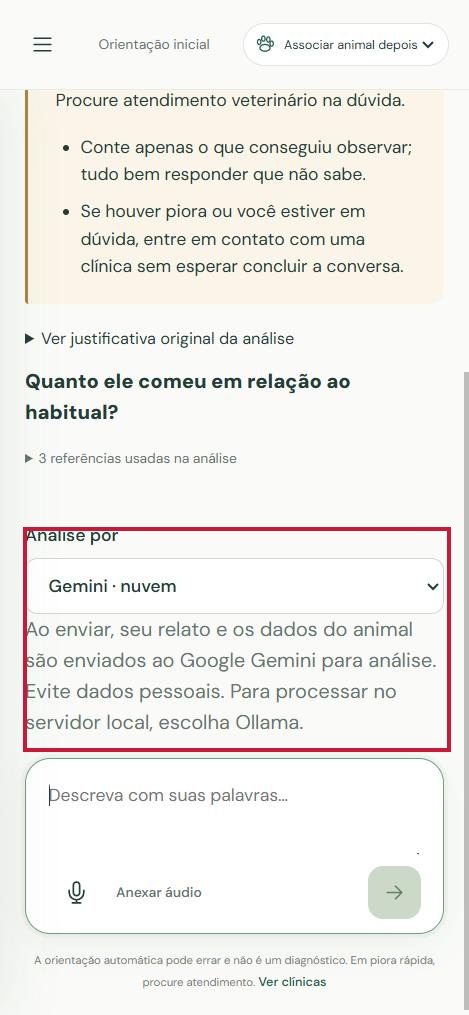 Orientação inicial
Associar animal depois
Procure atendimento veterinário na dúvida.
• Conte apenas o que conseguiu observar;
tudo bem responder que não sabe.
• Se houver piora ou você estiver em
dúvida, entre em contato com uma
clínica sem esperar concluir a conversa.
Ver justificativa original da análise
Quanto ele comeu em relação ao
habitual?
3 referências usadas na análise
Análise por
Gemini · nuvem
Ao enviar, seu relato e os dados do animal
são enviados ao Google Gemini para análise.
Evite dados pessoais. Para processar no
servidor local, escolha Ollama.
Descreva com suas palavras...
Anexar áudio
A orientação automática pode errar e não é um diagnóstico. Em piora rápida,
procure atendimento. Ver clínicas